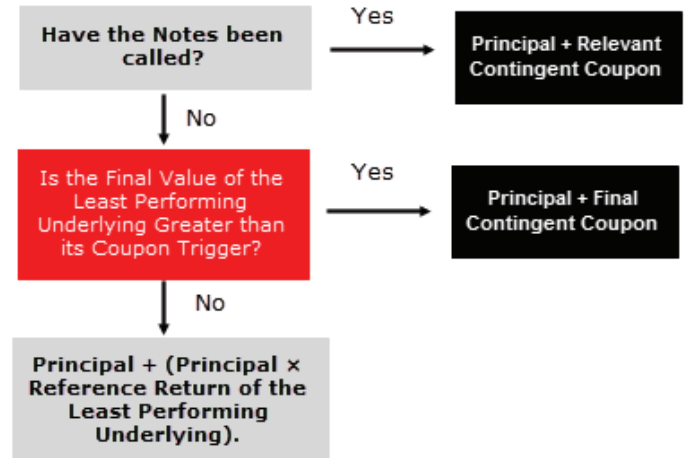 Have the Notes been
called?
Yes
Principal + Relevant
Contingent Coupon
No
Is the Final Value of the
Least Performing
Underlying Greater than
its Coupon Trigger?
Yes
Principal + Final
Contingent Coupon
No
Principal + (Principal ×
Reference Return of the
Least Performing
Underlying).